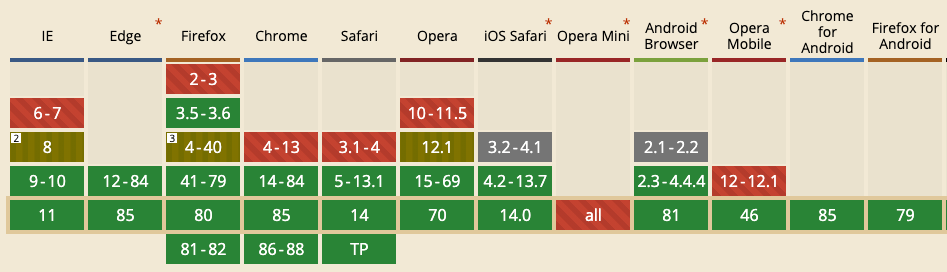 IE Edge * Firefox Chrome Safari Opera iOS Safari * Opera Mini * Android Browser * Opera Mobile * Chrome for Android Firefox for Android
2-3
6-7 3.5-3.6 10-11.5
2 8 3 4-40 4-13 3.1-4 12.1 3.2-4.1 2.1-2.2
9-10 12-84 41-79 14-84 5-13.1 15-69 4.2-13.7 2.3-4.4.4 12-12.1
11 85 80 85 14 70 14.0 all 81 46 85 79
81-82 86-88 TP